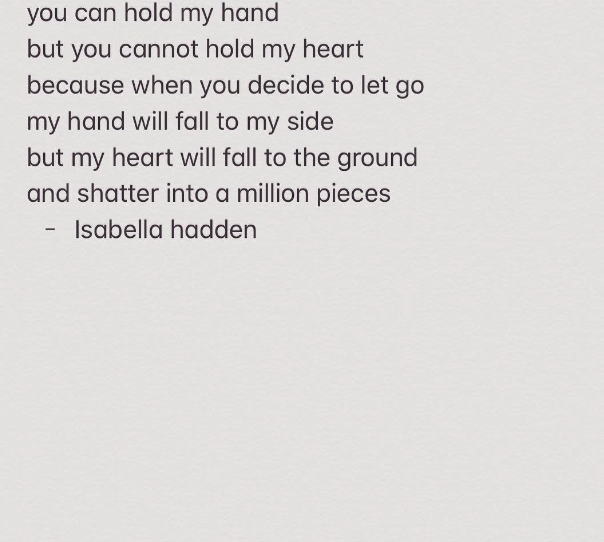 you can hold my hand
but you cannot hold my heart
because when you decide to let go
my hand will fall to my side
but my heart will fall to the ground
and shatter into a million pieces
- Isabella hadden